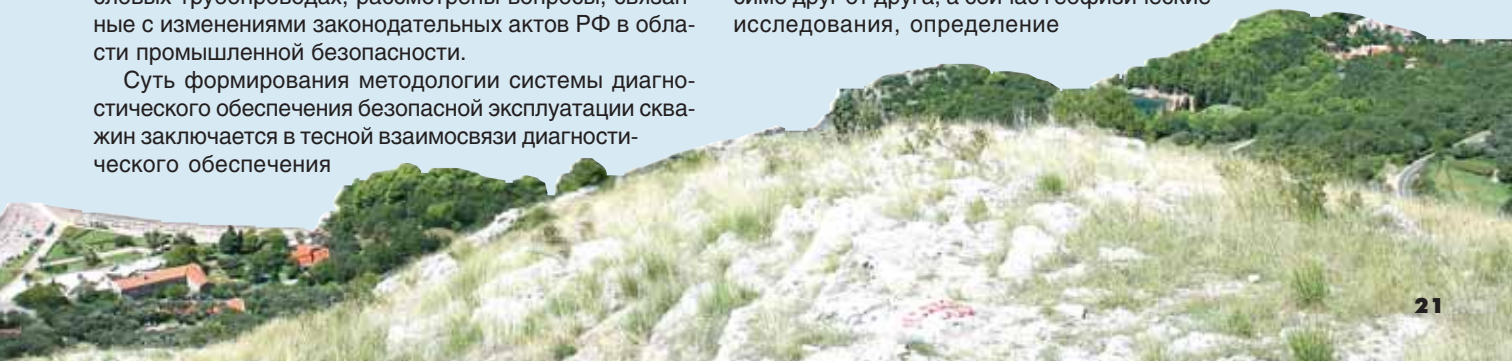 ные с изменениями законодательных актов РФ в обла-
сти промышленной безопасности.
Суть формирования методологии системы диагно-
стического обеспечения безопасной эксплуатации сква-
жин заключается в тесной взаимосвязи диагности-
ческого обеспечения
исследования, определение
21